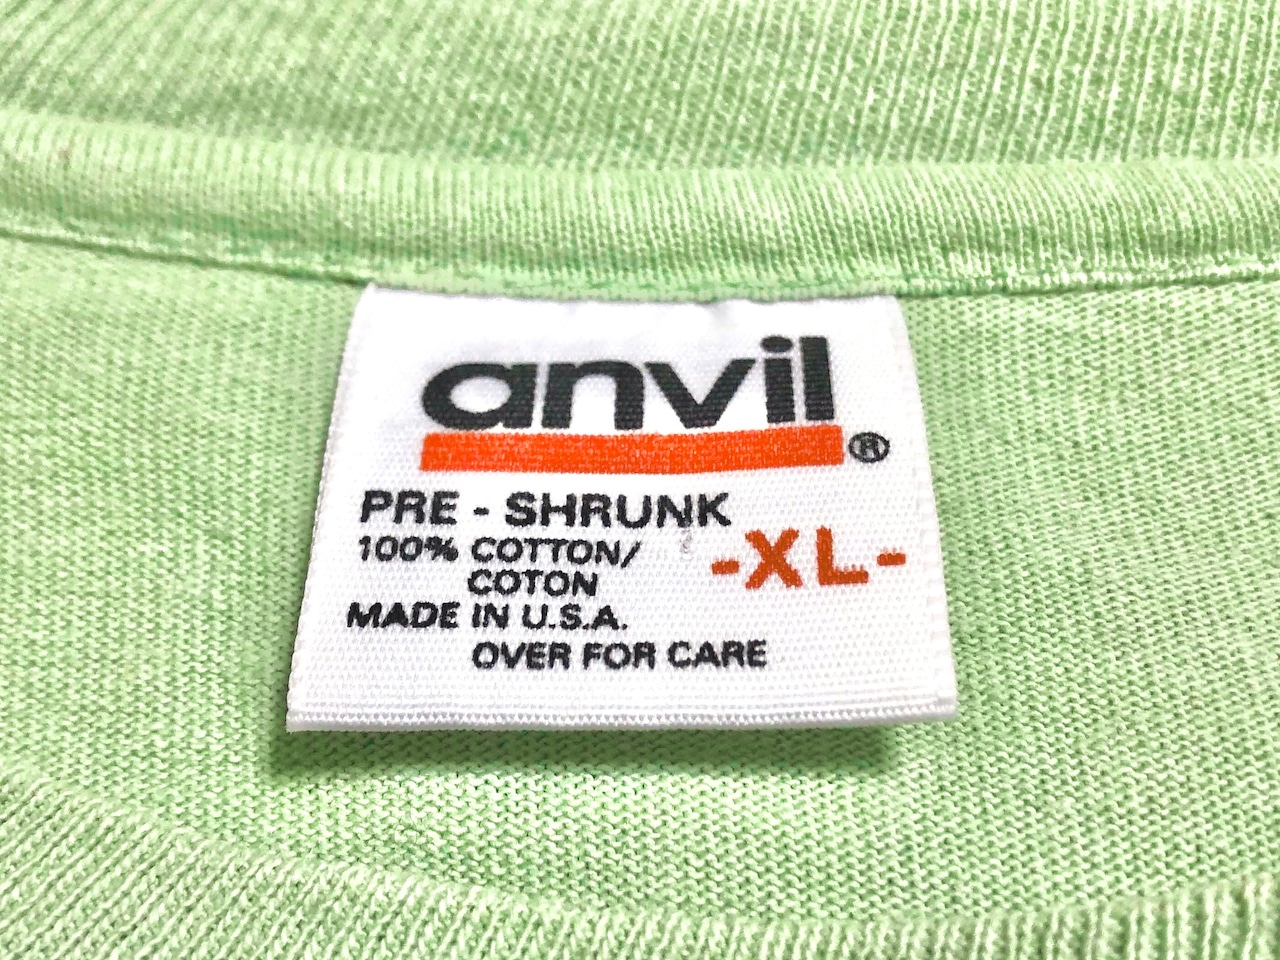 anvil®
PRE - SHRUNK
100% COTTON/
COTON
-XL-
MADE IN U.S.A.
OVER FOR CARE